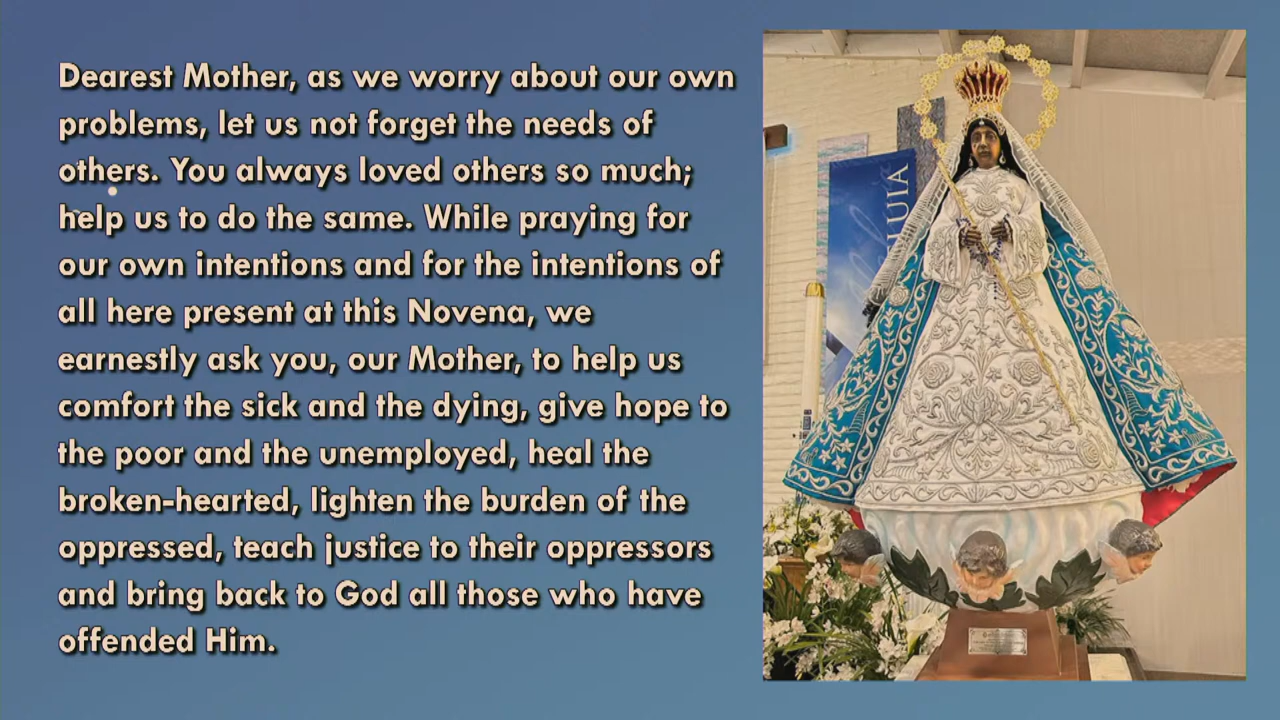 Dearest Mother, as we worry about our own
problems, let us not forget the needs of
others. You always loved others so much;
help us to do the same. While praying for
our own intentions and for the intentions of
all here present at this Novena, we
earnestly ask you, our Mother, to help us
comfort the sick and the dying, give hope to
the poor and the unemployed, heal the
broken-hearted, lighten the burden of the
oppressed, teach justice to their oppressors
and bring back to God all those who have
offended Him.